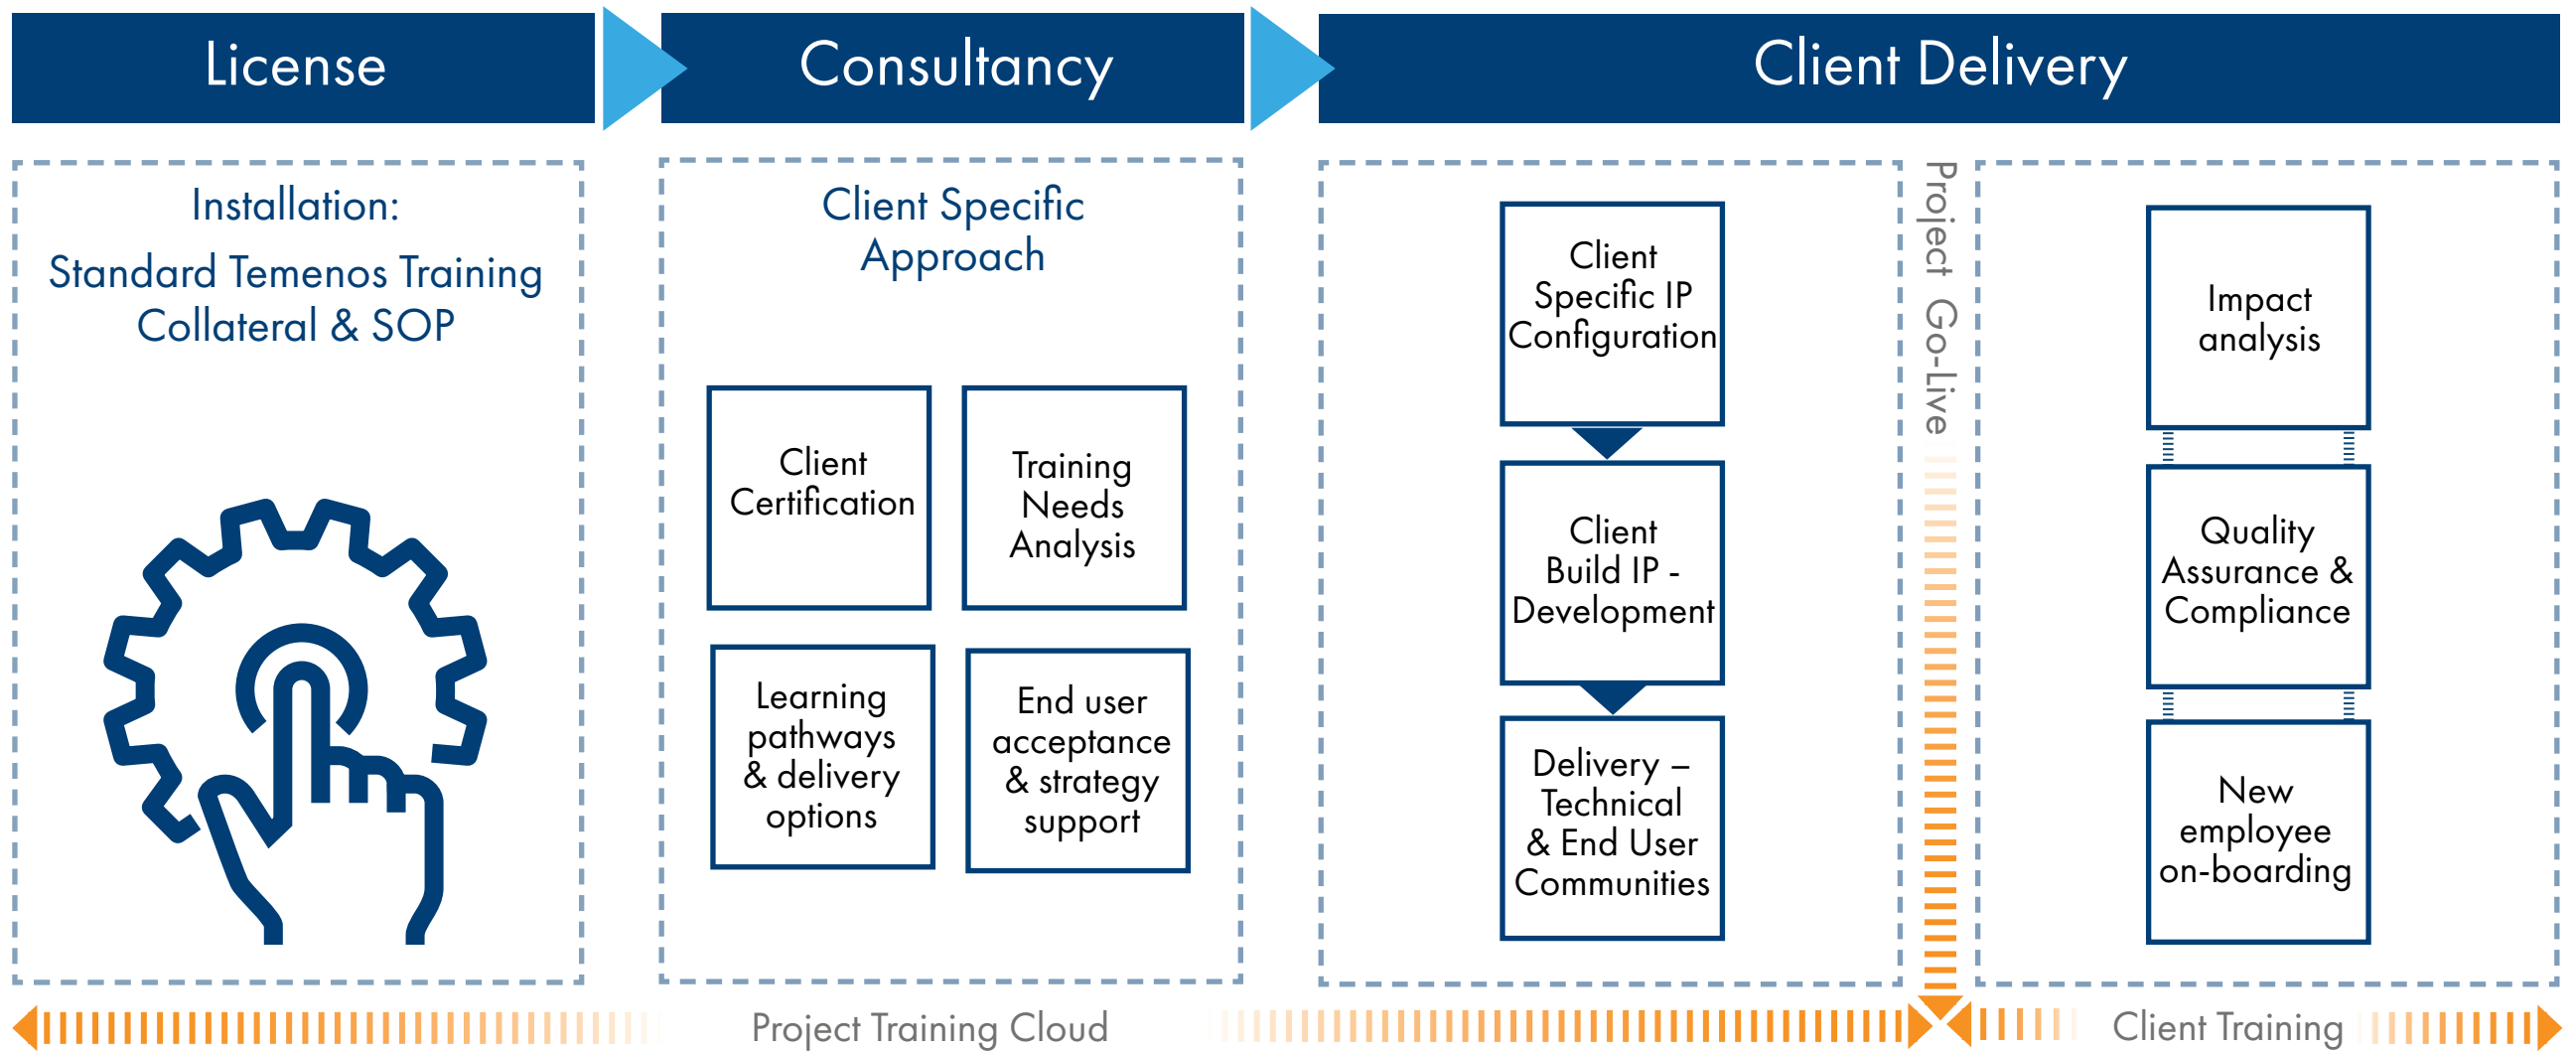 License
Consultancy
Client Delivery
Installation:
Standard Temenos Training
Collateral & SOP
Client Specific
Approach
Client
Certification
Training
Needs
Analysis
Learning
pathways
& delivery
options
End user
acceptance
& strategy
support
Client
Specific IP
Configuration
Client
Build IP -
Development
Delivery –
Technical
& End User
Communities
Project Go-Live
Impact
analysis
Quality
Assurance &
Compliance
New
employee
on-boarding
Project Training Cloud
Client Training